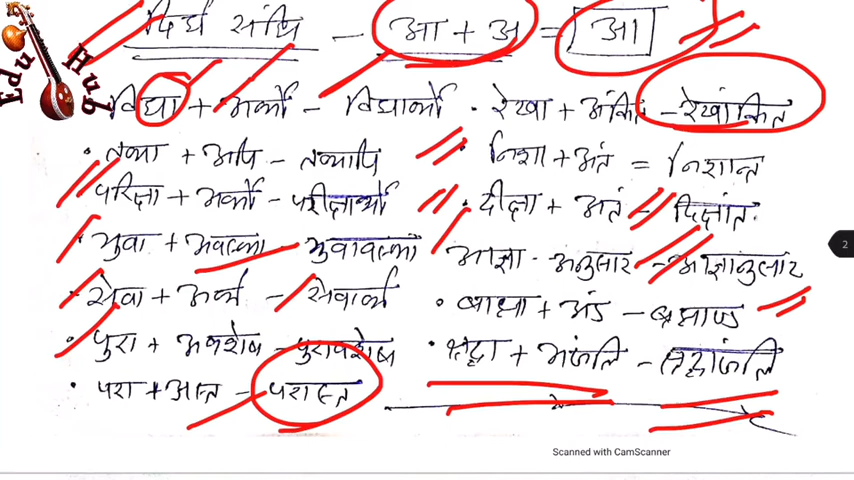 Edu Hub
दिर्घ संधि - आ + अ = आ
विद्या + अर्थी - विद्यार्थी
• तथा + अपि - तथापि
परिक्षा + अर्थी - परीक्षार्थी
• युवा + अवस्था - युवावस्था
• सेवा + अर्थ - सेवार्थ
• पुरा + अवशेष - पुरावशेष
• परा + अस्त - परास्त
• रेखा + अंकित - रेखांकित
• निशा + अंत = निशान्त
• दीक्षा + अंत - दिक्षांत
आज्ञा - अनुसार - आज्ञानुसार
• + अंड - ब्रह्माण्ड
• श्रद्धा + अंजलि - श्रद्धांजलि
2
Scanned with CamScanner